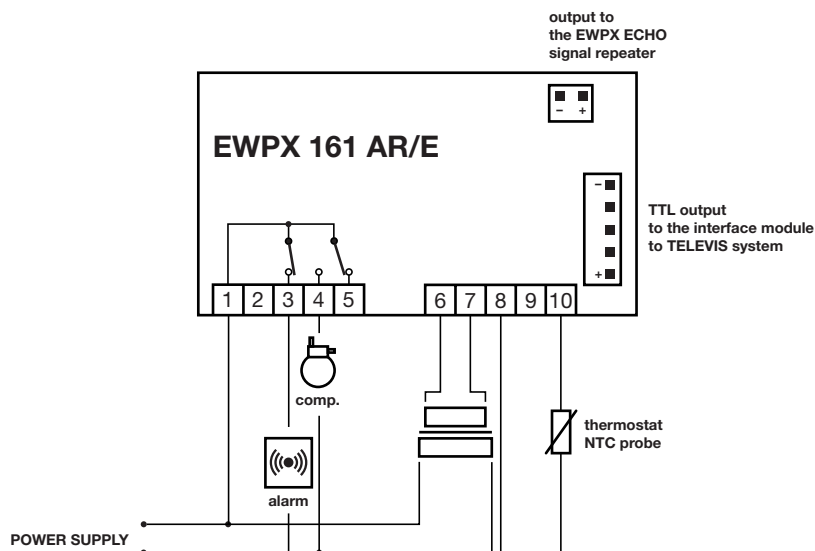 output to
the EWPX ECHO
signal repeater
- +
EWPX 161 AR/E
-
TTL output
to the interface module
to TELEVIS system
+
1 2 3 4 5 6 7 8 9 10
comp.
thermostat
NTC probe
alarm
POWER SUPPLY